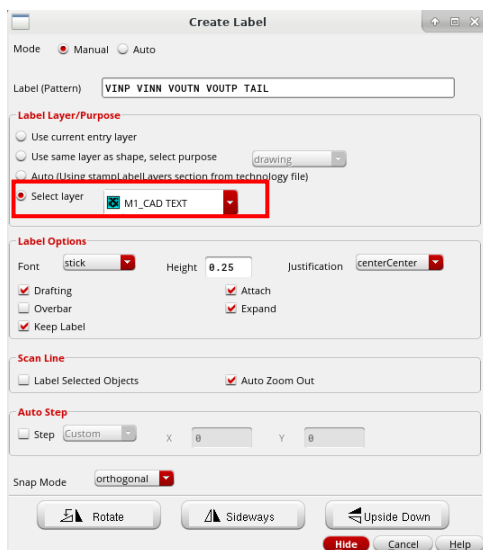 Create Label
Mode Manual Auto
Label (Pattern) VINP VINN VOUTN VOUTP TAIL
Label Layer/Purpose
Use current entry layer
Use same layer as shape, select purpose drawing
Auto (Using stampLabelLayers section from technology file)
Select layer M1_CAD TEXT
Label Options
Font stick Height 0.25 Justification centerCenter
Drafting Attach
Overbar Expand
Keep Label
Scan Line
Label Selected Objects Auto Zoom Out
Auto Step
Step Custom X 0 Y 0
Snap Mode orthogonal
Rotate Sideways Upside Down
Hide Cancel Help